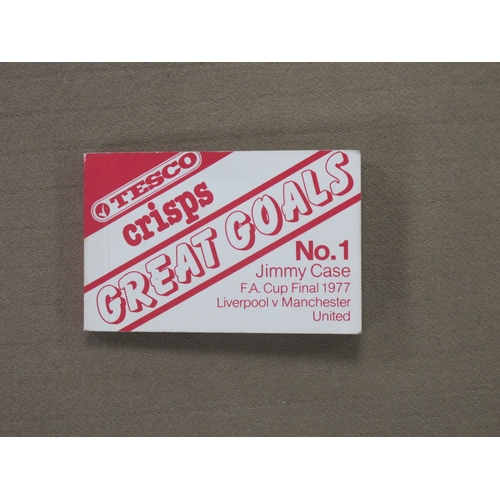 TESCO
crisps
GREAT GOALS
No.1
Jimmy Case
F.A. Cup Final 1977
Liverpool v Manchester
United